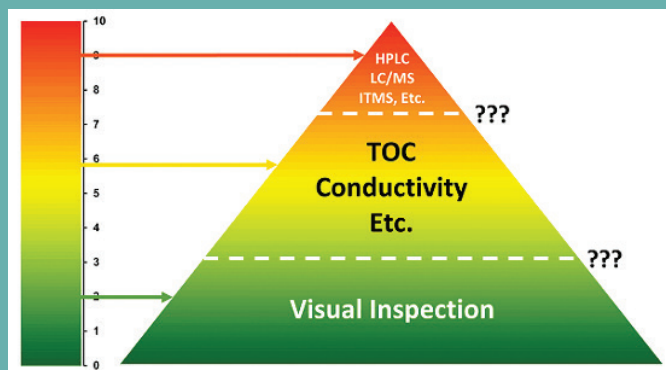 10
9
8
7
6
5
4
3
2
1
0
HPLC
LC/MS
ITMS, Etc.
???
TOC
Conductivity
Etc.
???
Visual Inspection